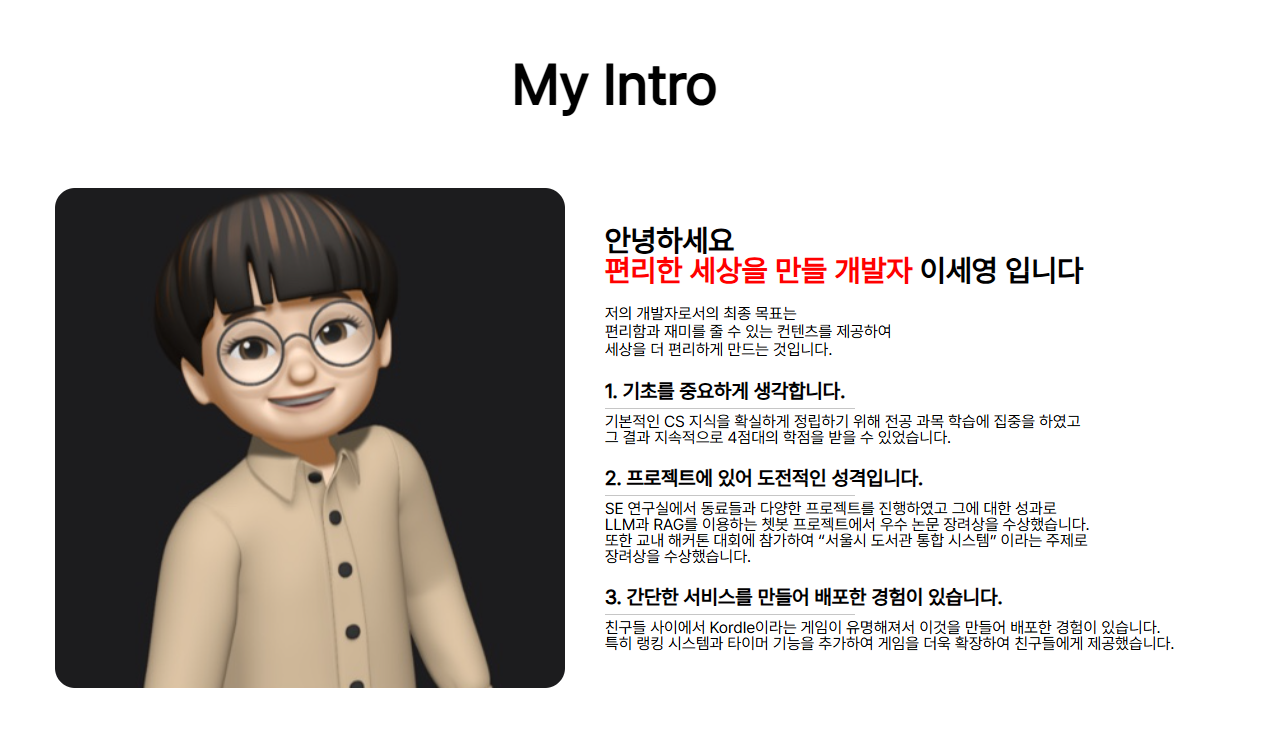 My Intro
안녕하세요
편리한 세상을 만들 개발자 이세영 입니다
저의 개발자로서의 최종 목표는
편리함과 재미를 줄 수 있는 컨텐츠를 제공하여
세상을 더 편리하게 만드는 것입니다.
1. 기초를 중요하게 생각합니다.
기본적인 CS 지식을 확실하게 정립하기 위해 전공 과목 학습에 집중을 하였고
그 결과 지속적으로 4점대의 학점을 받을 수 있었습니다.
2. 프로젝트에 있어 도전적인 성격입니다.
SE 연구실에서 동료들과 다양한 프로젝트를 진행하였고 그에 대한 성과로
LLM과 RAG를 이용하는 쳇봇 프로젝트에서 우수 논문 장려상을 수상했습니다.
또한 교내 해커톤 대회에 참가하여 “서울시 도서관 통합 시스템” 이라는 주제로
장려상을 수상했습니다.
3. 간단한 서비스를 만들어 배포한 경험이 있습니다.
친구들 사이에서 Kordle이라는 게임이 유명해져서 이것을 만들어 배포한 경험이 있습니다.
특히 랭킹 시스템과 타이머 기능을 추가하여 게임을 더욱 확장하여 친구들에게 제공했습니다.